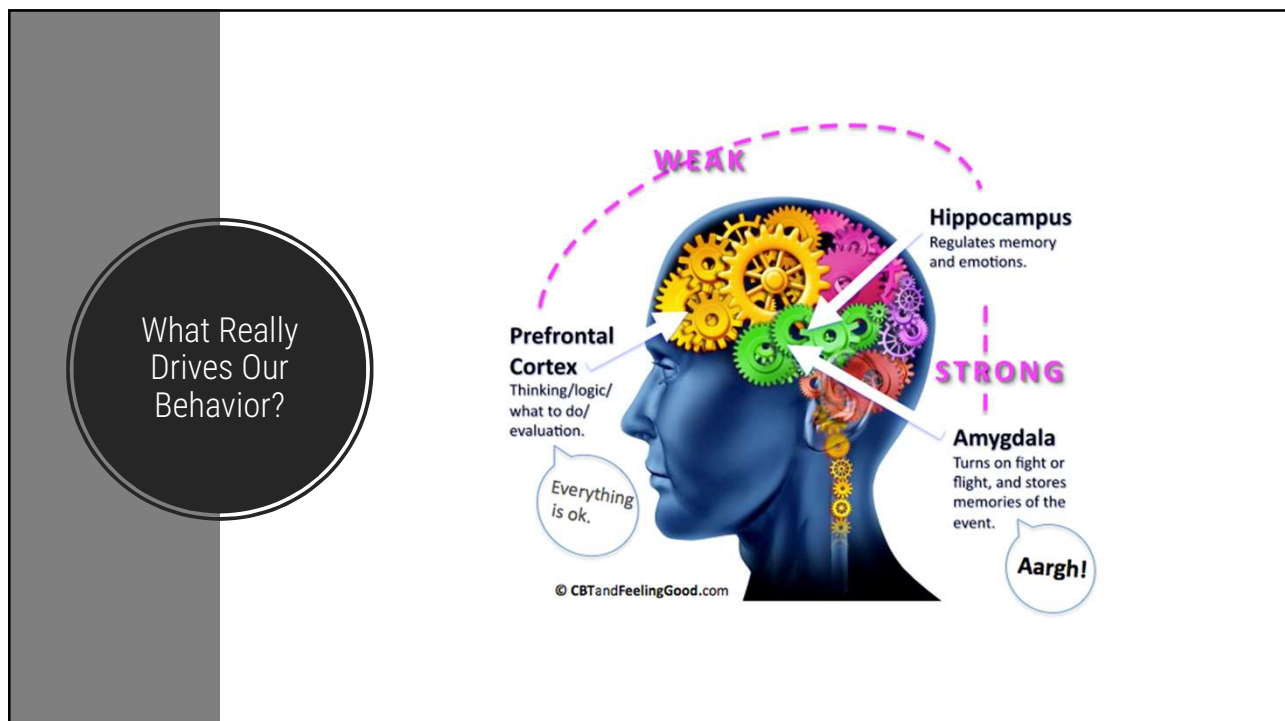 What Really
Drives Our
Behavior?
WEAK
Hippocampus
Regulates memory
and emotions.
Prefrontal
Cortex
Thinking/logic/
what to do/
evaluation.
Everything
is ok.
STRONG
Amygdala
Turns on fight or
flight, and stores
memories of the
event.
Aargh!
© CBTandFeelingGood.com